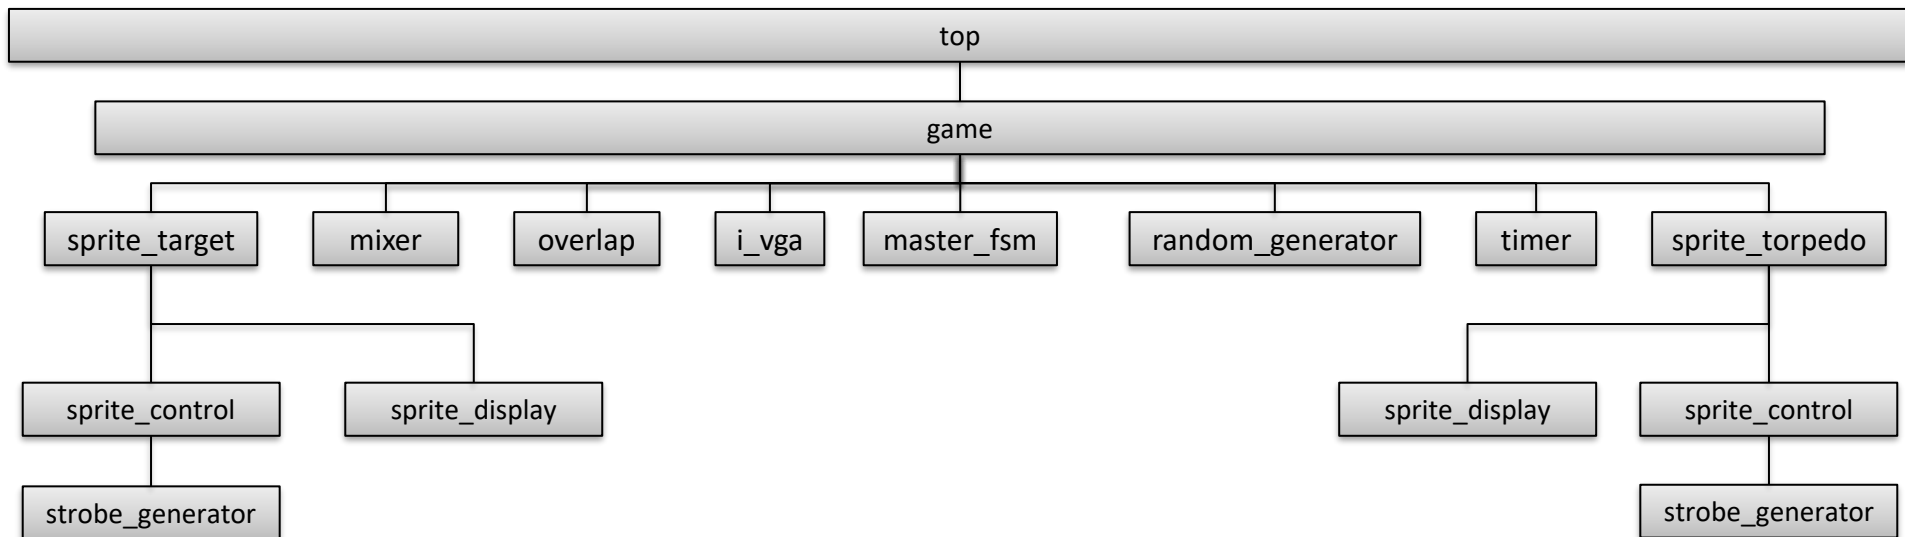 top
game
sprite_target
mixer
overlap
i_vga
master_fsm
random_generator
timer
sprite_torpedo
sprite_control
sprite_display
sprite_display
sprite_control
strobe_generator
strobe_generator